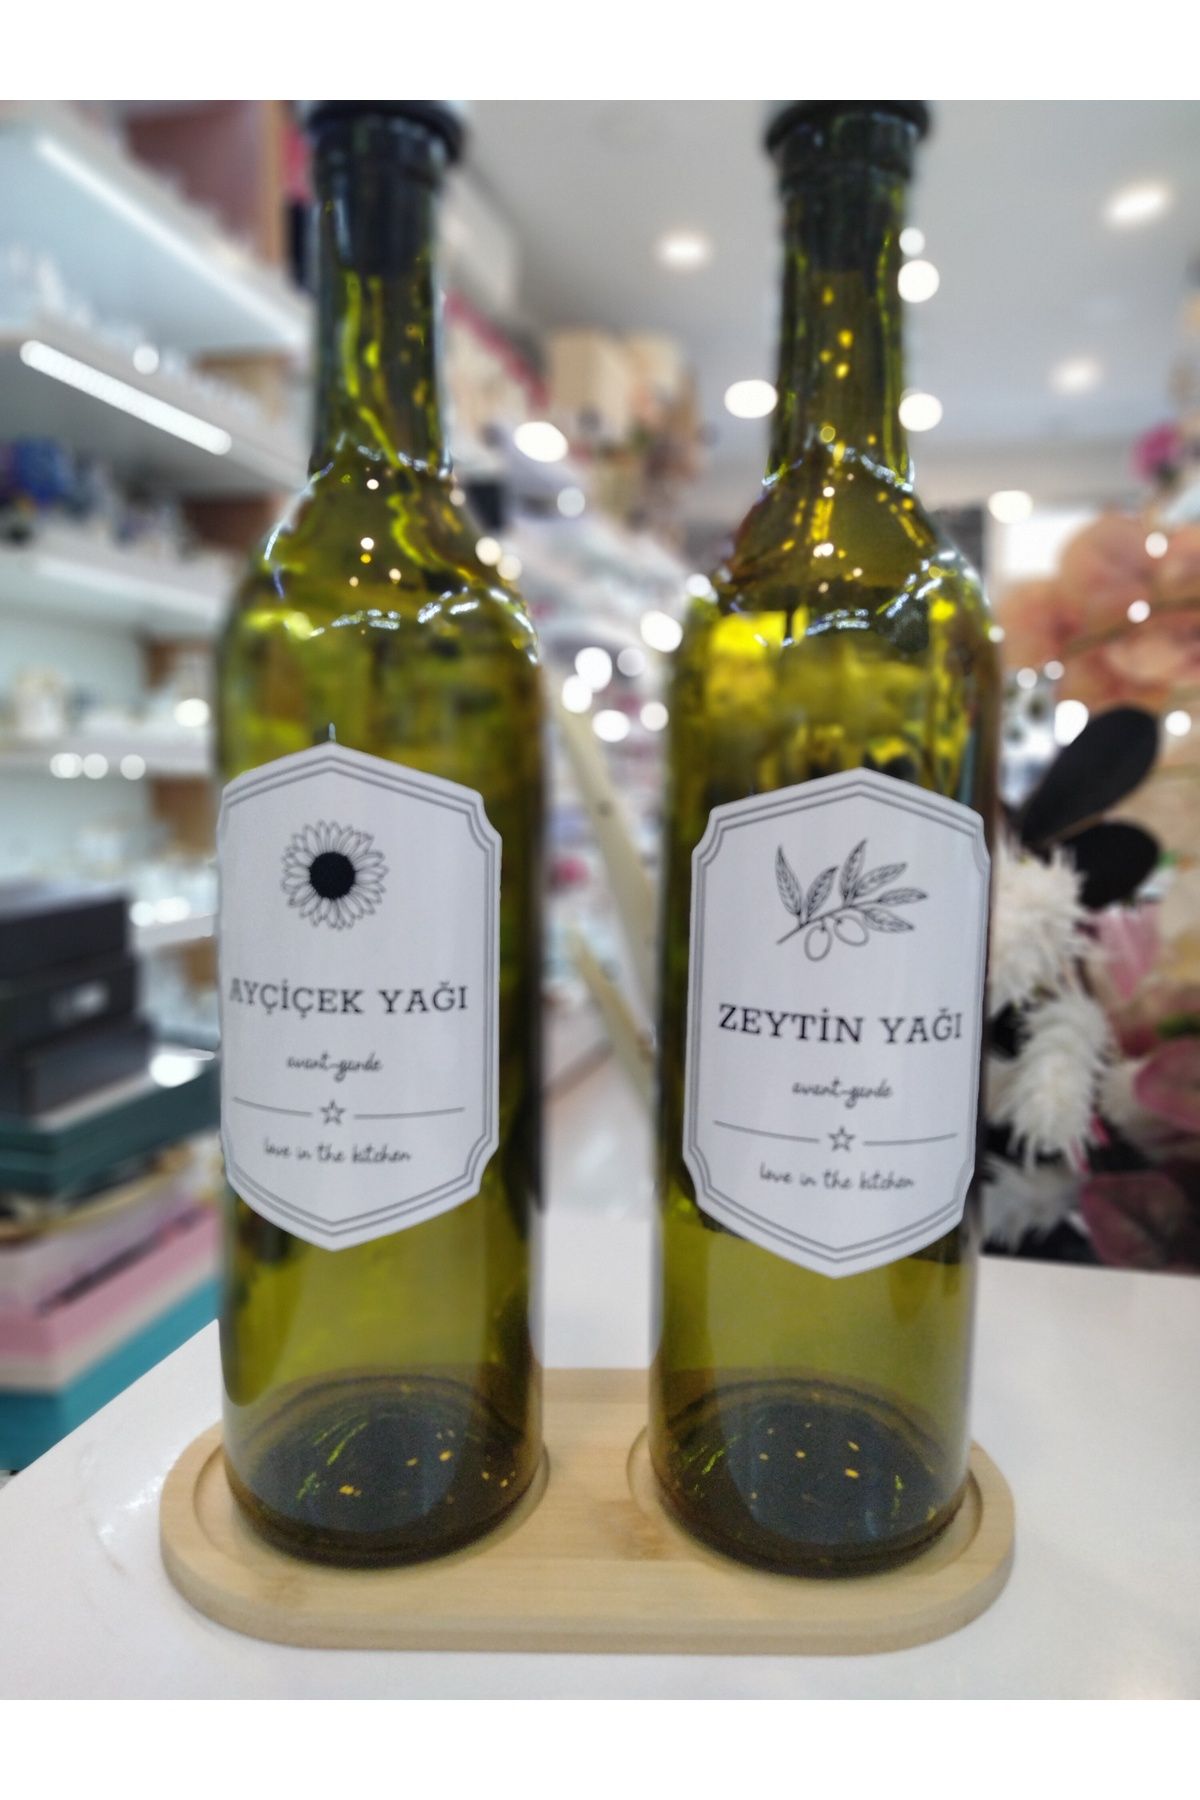 AYÇİÇEK YAĞI
avant-garde
love in the kitchen
ZEYTİN YAĞI
avant-garde
love in the kitchen